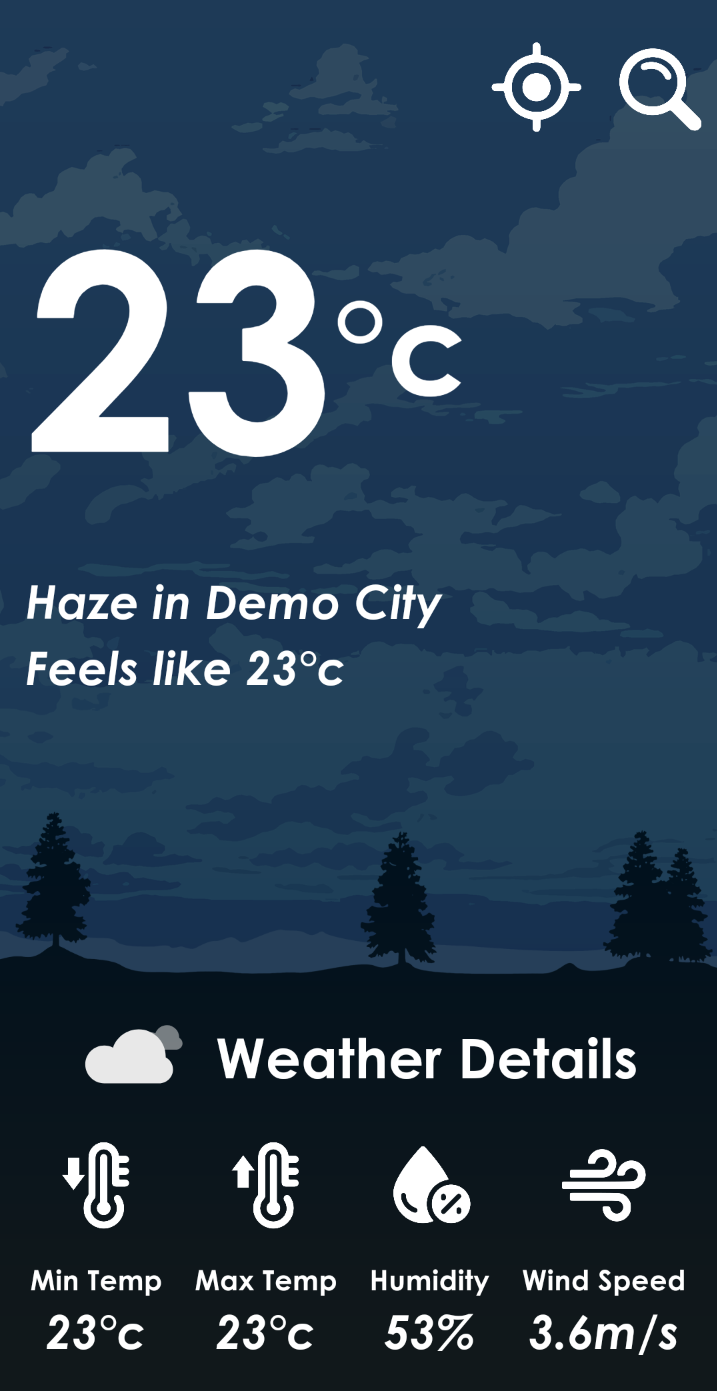 23°c
Haze in Demo City
Feels like 23°c
Weather Details
Min Temp Max Temp Humidity Wind Speed
23°c 23°c 53% 3.6m/s